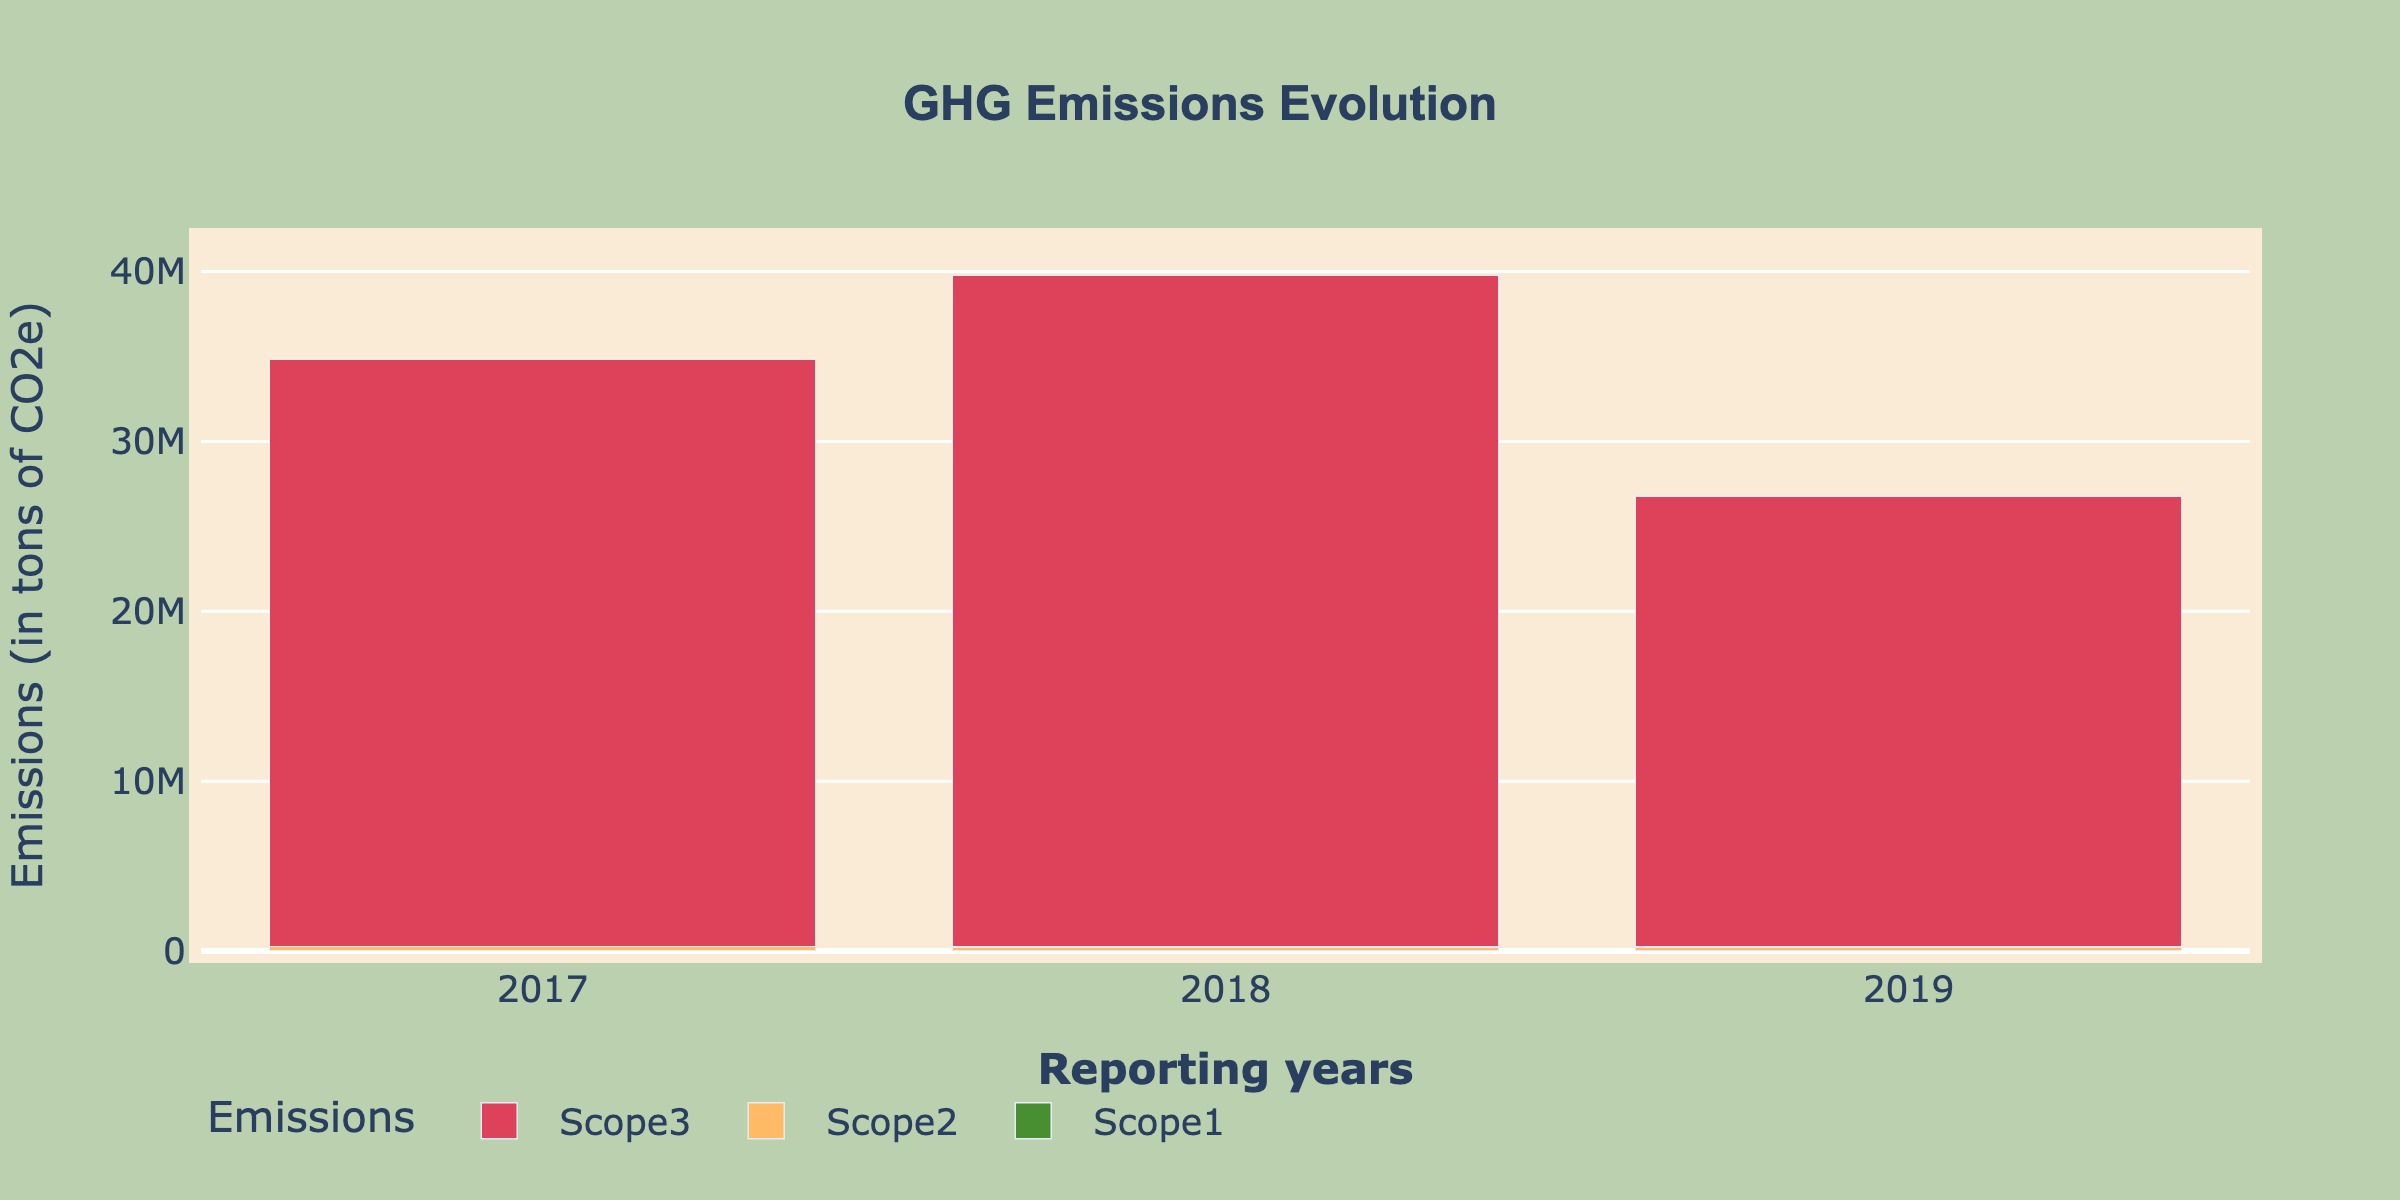 GHG Emissions Evolution
Emissions (in tons of CO2e)
40M
30M
20M
10M
0
2017 2018 2019
Reporting years
Emissions Scope3 Scope2 Scope1